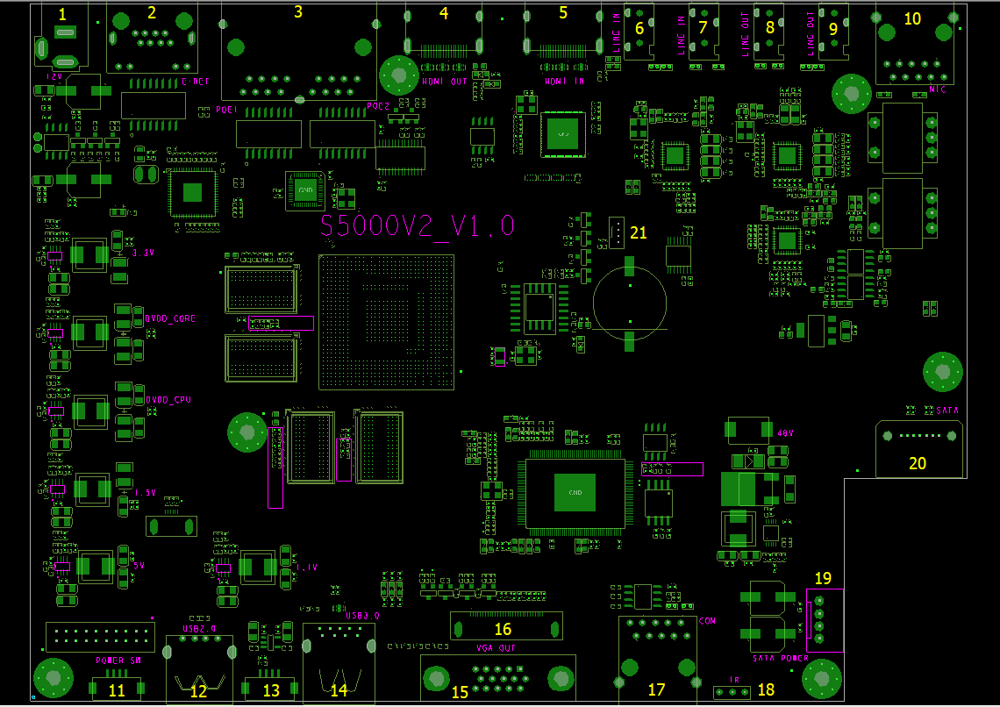 1 2 3 4 5 6 7 8 9 10
LINE IN LINE IN LINE OUT LINE OUT
12V E-NET HDMI OUT HDMI IN MIC
POE1 POE2
GND
GND
S5000V2_V1.0
21
3.3V
DVDD_CORE
DVDD_CPU
SATA
48V
20
GND
1.5V
5V 1.1V
19
USB2.0 USB3.0 COM
16
POWER SW VGA OUT SATA POWER
IR
11 12 13 14 15 17 18